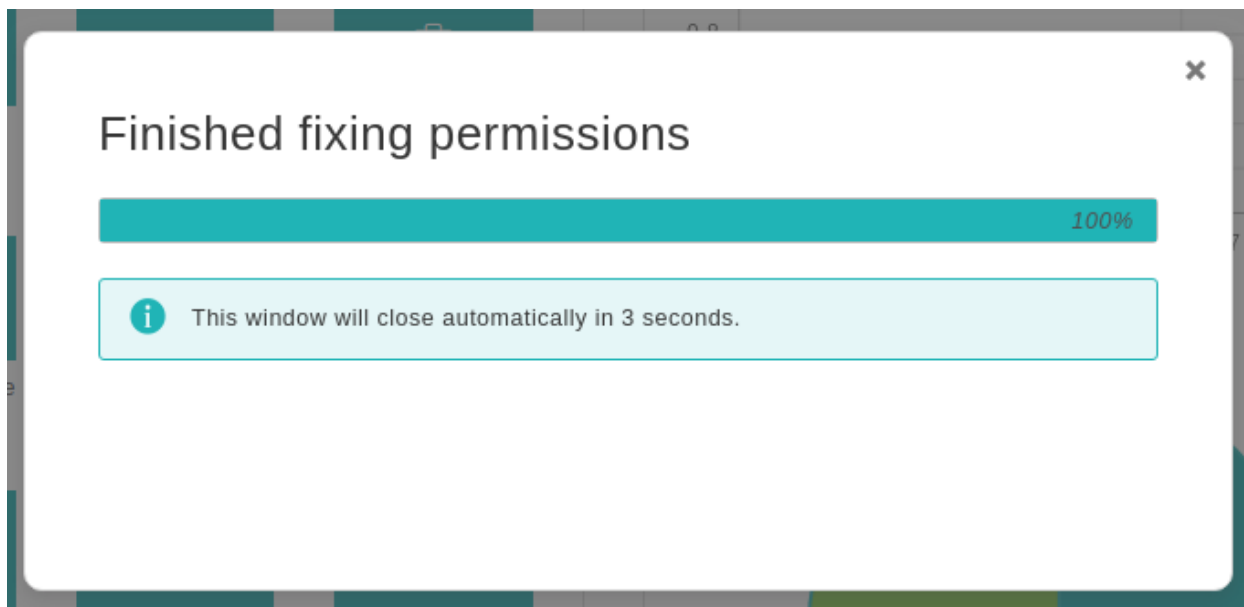 Finished fixing permissions
100%
This window will close automatically in 3 seconds.